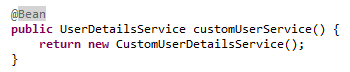 @Bean
public UserDetailsService customUserService() {
    return new CustomUserDetailsService();
}